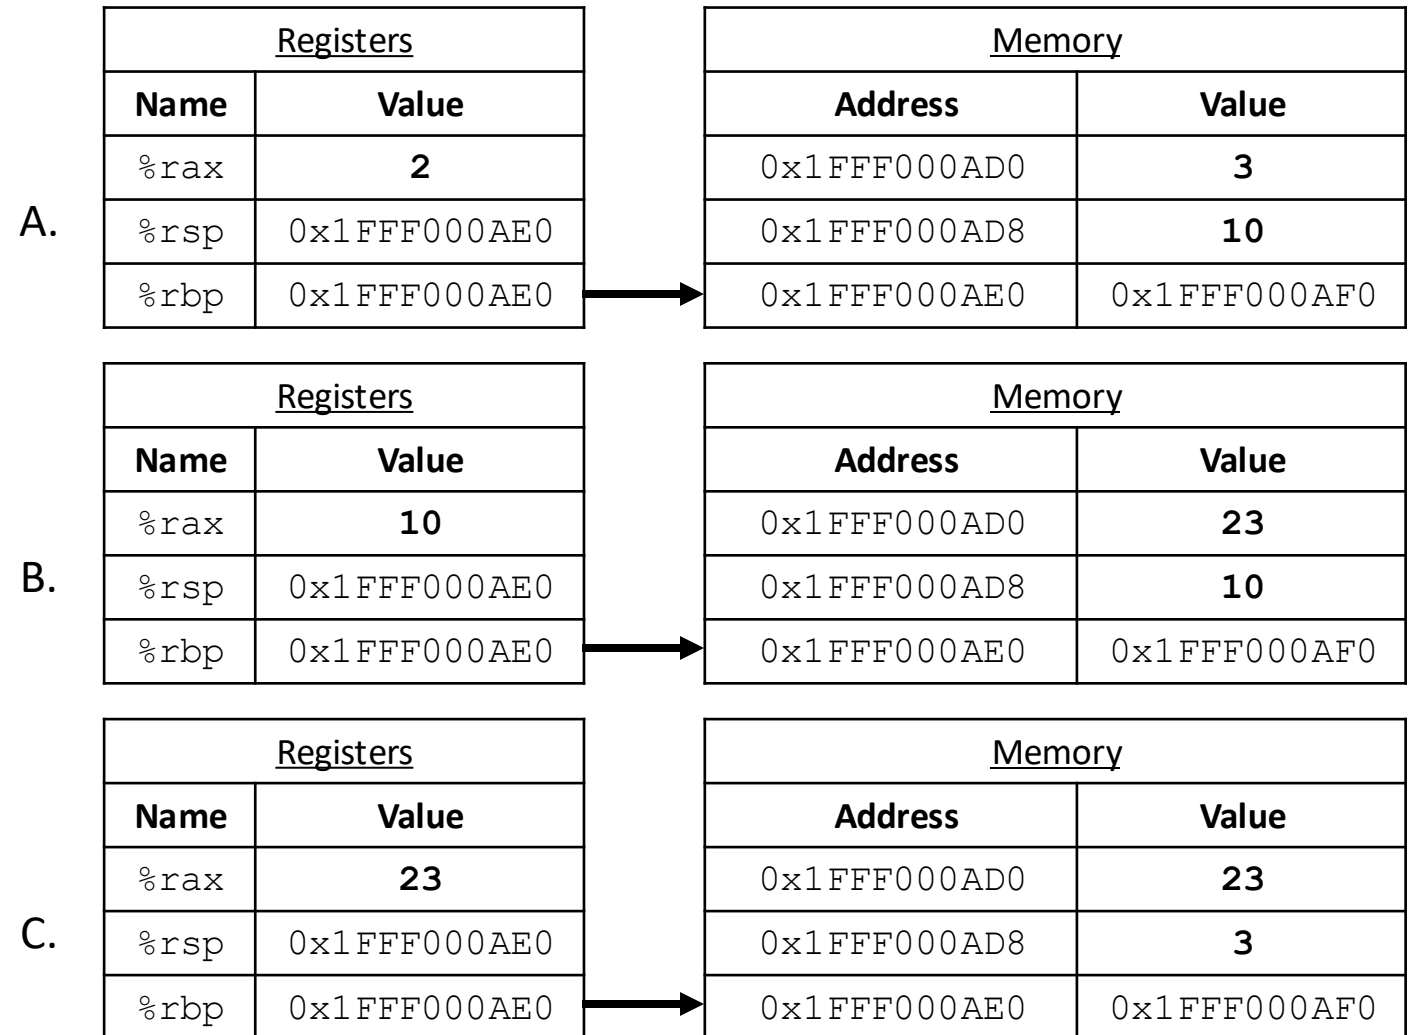 Registers Memory
Name Value Address Value
%rax 2 0x1FFF000AD0 3
A. %rsp 0x1FFF000AE0 0x1FFF000AD8 10
%rbp 0x1FFF000AE0 0x1FFF000AE0 0x1FFF000AF0
Registers Memory
Name Value Address Value
%rax 10 0x1FFF000AD0 23
B. %rsp 0x1FFF000AE0 0x1FFF000AD8 10
%rbp 0x1FFF000AE0 0x1FFF000AE0 0x1FFF000AF0
Registers Memory
Name Value Address Value
%rax 23 0x1FFF000AD0 23
C. %rsp 0x1FFF000AE0 0x1FFF000AD8 3
%rbp 0x1FFF000AE0 0x1FFF000AE0 0x1FFF000AF0